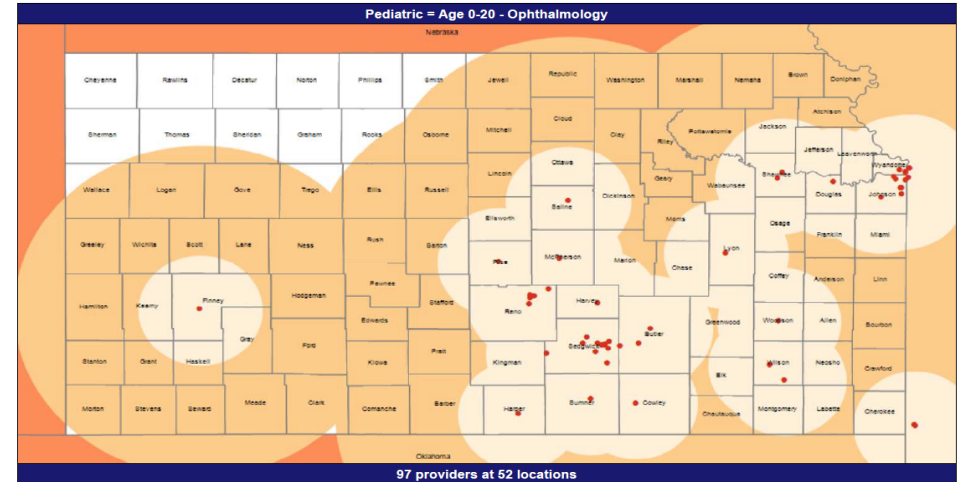 Pediatric = Age 0-20 - Ophthalmology
Nebraska
Cheyenne Rawlins Decatur Norton Phillips Smith Jewell Republic Washington Marshall Nemaha Brown Doniphan
Sherman Thomas Sheridan Graham Rooks Osborne Mitchell Cloud Clay Riley Pottawatomie Jackson Atchison
Jefferson Leavenworth Wyandotte
Wallace Logan Gove Trego Ellis Russell Lincoln Ottawa Saline Dickinson Geary Wabaunsee Shawnee Douglas Johnson
Greeley Wichita Scott Lane Ness Rush Barton Ellsworth Rice McPherson Marion Morris Chase Lyon Osage Franklin Miami
Hamilton Kearny Finney Hodgeman Pawnee Stafford Reno Harvey Coffey Anderson Linn
Gray Ford Edwards Sedgwick Butler Greenwood Woodson Allen Bourbon
Stanton Grant Haskell Kiowa Pratt Kingman Elk Wilson Neosho Crawford
Morton Stevens Seward Meade Clark Comanche Barber Harper Sumner Cowley Chautauqua Montgomery Labette Cherokee
Oklahoma
97 providers at 52 locations